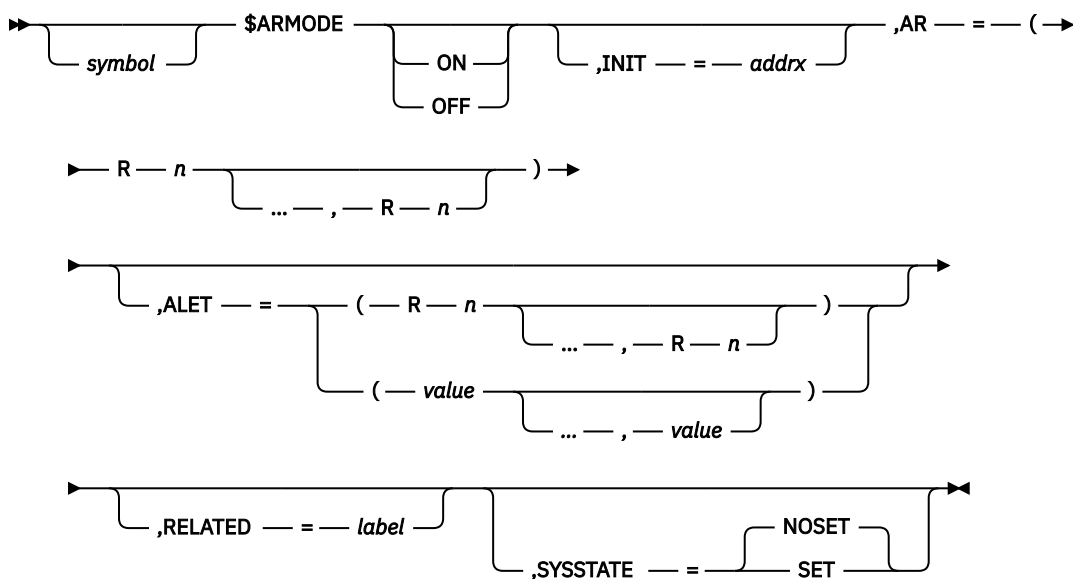 $ARMODE ,AR = (
symbol ON ,INIT = addrx
OFF
R n )
... , R n
,ALET = ( R n )
... , R n
( value )
... , value
,RELATED = label NOSET
,SYSSTATE = SET